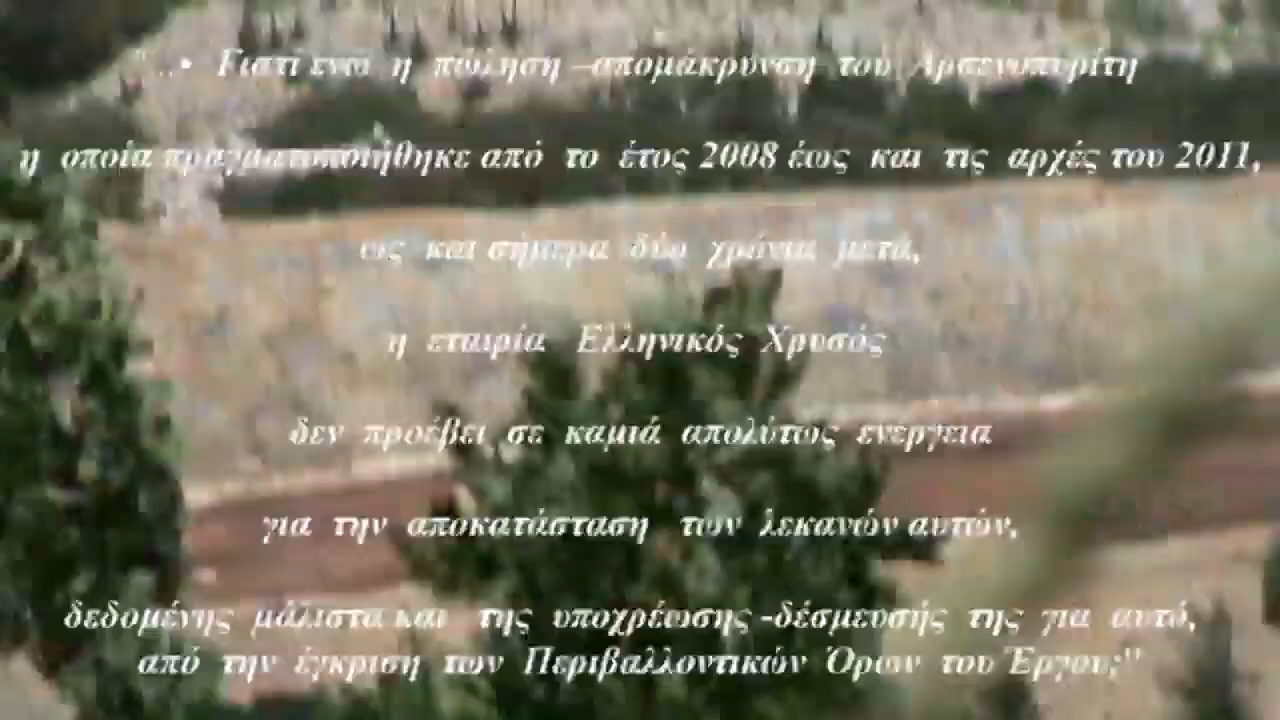 "...• Γιατί ενώ η πώληση –απομάκρυνση του Αρσενοπυρίτη
η οποία πραγματοποιήθηκε από το έτος 2008 έως και τις αρχές του 2011,
ως και σήμερα δύο χρόνια μετά,
η εταιρία Ελληνικός Χρυσός
δεν προέβει σε καμιά απολύτως ενέργεια
για την αποκατάσταση των λεκανών αυτών,
δεδομένης μάλιστα και της υποχρέωσης -δέσμευσής της για αυτό,
από την έγκριση των Περιβαλλοντικών Όρων του Έργου;"